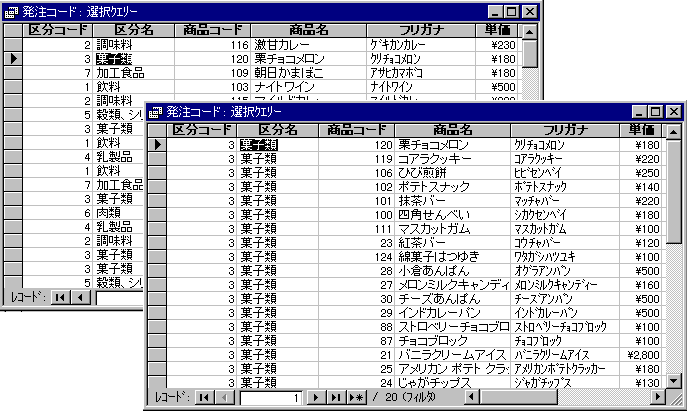 発注コード : 選択クエリー
区分コード 区分名 商品コード 商品名 フリガナ 単価
2 調味料 116 激甘カレー ｹﾞｷｶﾝｶﾚｰ ¥230
3 菓子類 120 栗チョコメロン ｸﾘﾁｮｺﾒﾛﾝ ¥180
7 加工食品 109 朝日かまぼこ ｱｻﾋｶﾏﾎﾞｺ ¥180
1 飲料 103 ナイトワイン ﾅｲﾄﾜｲﾝ ¥500
2 調味料
5 穀類、シリ
3 菓子類
1 飲料
4 乳製品
1 飲料
7 加工食品
3 菓子類
6 肉類
4 乳製品
2 調味料
3 菓子類
3 菓子類
5 穀類、シリ
ﾚｺｰﾄﾞ:
発注コード : 選択クエリー
区分コード 区分名 商品コード 商品名 フリガナ 単価
3 菓子類 120 栗チョコメロン ｸﾘﾁｮｺﾒﾛﾝ ¥180
3 菓子類 119 コアラクッキー ｺｱﾗｸｯｷｰ ¥220
3 菓子類 106 ひび煎餅 ﾋﾋﾞｾﾝﾍﾞｲ ¥250
3 菓子類 102 ポテトスナック ﾎﾟﾃﾄｽﾅｯｸ ¥140
3 菓子類 101 抹茶バー ﾏｯﾁｬﾊﾞｰ ¥220
3 菓子類 100 四角せんべい ｼｶｸｾﾝﾍﾞｲ ¥180
3 菓子類 111 マスカットガム ﾏｽｶｯﾄｶﾞﾑ ¥100
3 菓子類 23 紅茶バー ｺｳﾁｬﾊﾞｰ ¥120
3 菓子類 124 綿菓子はつゆき ﾜﾀｶﾞｼﾊﾂﾕｷ ¥100
3 菓子類 28 小倉あんぱん ｵｸﾞﾗｱﾝﾊﾟﾝ ¥500
3 菓子類 27 メロンミルクキャンディ ﾒﾛﾝﾐﾙｸｷｬﾝﾃﾞｨｰ ¥160
3 菓子類 30 チーズあんぱん ﾁｰｽﾞｱﾝﾊﾟﾝ ¥500
3 菓子類 29 インドカレーパン ｲﾝﾄﾞｶﾚｰﾊﾟﾝ ¥500
3 菓子類 88 ストロベリーチョコブロ ｽﾄﾛﾍﾞﾘｰﾁｮｺﾌﾞﾛｯｸ ¥100
3 菓子類 87 チョコブロック ﾁｮｺﾌﾞﾛｯｸ ¥100
3 菓子類 21 バニラクリームアイス ﾊﾞﾆﾗｸﾘｰﾑｱｲｽ ¥2,800
3 菓子類 25 アメリカン ポテト クラッ ｱﾒﾘｶﾝﾎﾟﾃﾄｸﾗｯｶｰ ¥180
3 菓子類 24 じゃがチップス ｼﾞｬｶﾞﾁｯﾌﾟｽ ¥130
ﾚｺｰﾄﾞ: 1 / 20 (ﾌｨﾙﾀ)